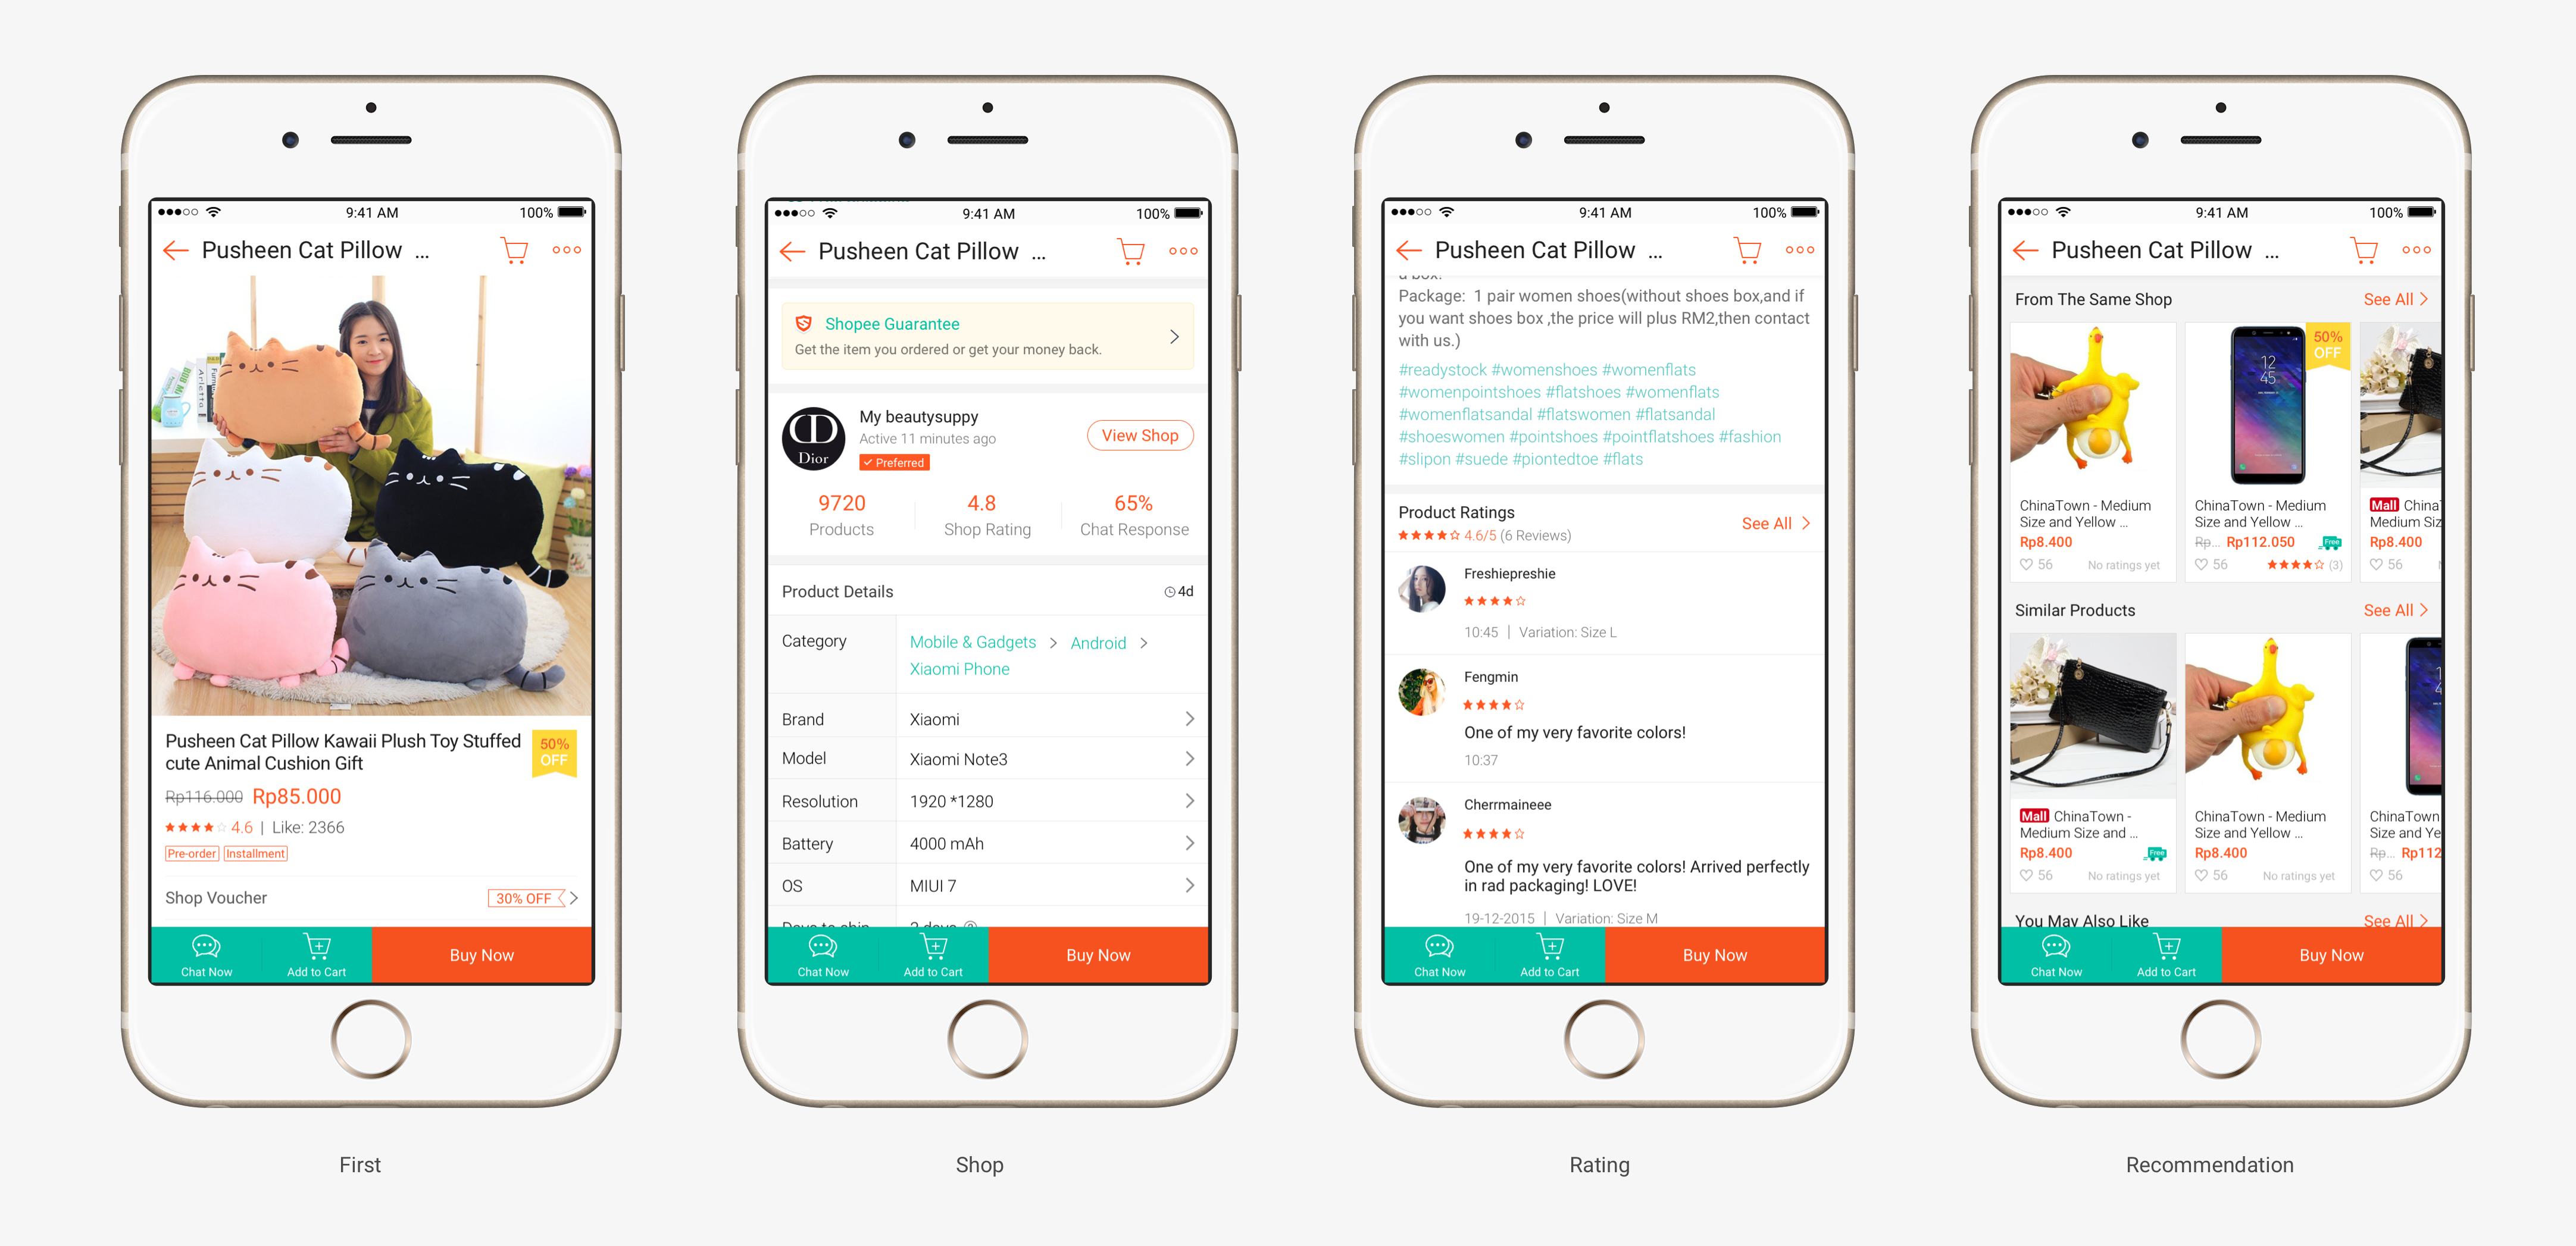 9:41 AM
100%
Pusheen Cat Pillow ...
Pusheen Cat Pillow Kawaii Plush Toy Stuffed
cute Animal Cushion Gift
50%
OFF
Rp116.000 Rp85.000
4.6 | Like: 2366
Pre-order Installment
Shop Voucher
30% OFF
Chat Now
Add to Cart
Buy Now
First
9:41 AM
100%
Pusheen Cat Pillow ...
Shopee Guarantee
Get the item you ordered or get your money back.
Dior
My beautysuppy
Active 11 minutes ago
Preferred
View Shop
9720
Products
4.8
Shop Rating
65%
Chat Response
Product Details
4d
Category
Mobile & Gadgets > Android >
Xiaomi Phone
Brand
Xiaomi
Model
Xiaomi Note3
Resolution
1920 *1280
Battery
4000 mAh
OS
MIUI 7
Days to ship
Chat Now
Add to Cart
Buy Now
Shop
9:41 AM
100%
Pusheen Cat Pillow ...
a box.
Package: 1 pair women shoes(without shoes box,and if
you want shoes box ,the price will plus RM2,then contact
with us.)
#readystock #womenshoes #womenflats
#womenpointshoes #flatshoes #womenflats
#womenflatsandal #flatswomen #flatsandal
#shoeswomen #pointshoes #pointflatshoes #fashion
#slipon #suede #piontedtoe #flats
Product Ratings
4.6/5 (6 Reviews)
See All
Freshiepreshie
10:45 | Variation: Size L
Fengmin
One of my very favorite colors!
10:37
Cherrmaineee
One of my very favorite colors! Arrived perfectly
in rad packaging! LOVE!
19-12-2015 | Variation: Size M
Chat Now
Add to Cart
Buy Now
Rating
9:41 AM
100%
Pusheen Cat Pillow ...
From The Same Shop
See All
ChinaTown - Medium
Size and Yellow ...
Rp8.400
56
No ratings yet
12
45
50%
OFF
ChinaTown - Medium
Size and Yellow ...
Rp... Rp112.050
Free
56
(3)
Mall China
Medium Siz
Rp8.400
56
Similar Products
See All
Mall ChinaTown -
Medium Size and ...
Rp8.400
Free
56
No ratings yet
ChinaTown - Medium
Size and Yellow ...
Rp8.400
56
No ratings yet
ChinaTown
Size and Ye
Rp... Rp112
56
You May Also Like
See All
Chat Now
Add to Cart
Buy Now
Recommendation